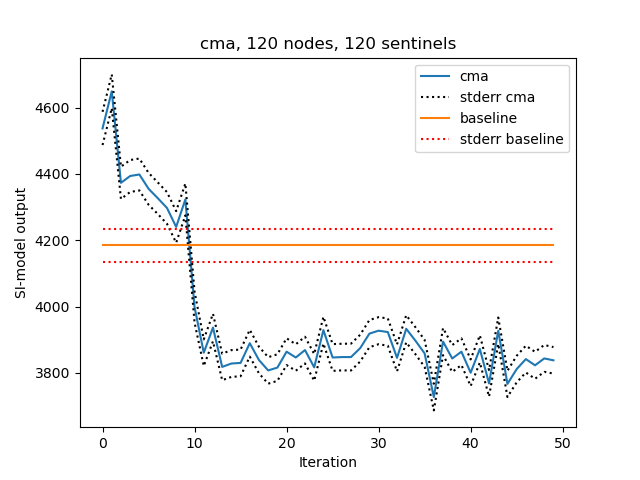 cma, 120 nodes, 120 sentinels
cma
stderr cma
baseline
stderr baseline
SI-model output
4600
4400
4200
4000
3800
0 10 20 30 40 50
Iteration